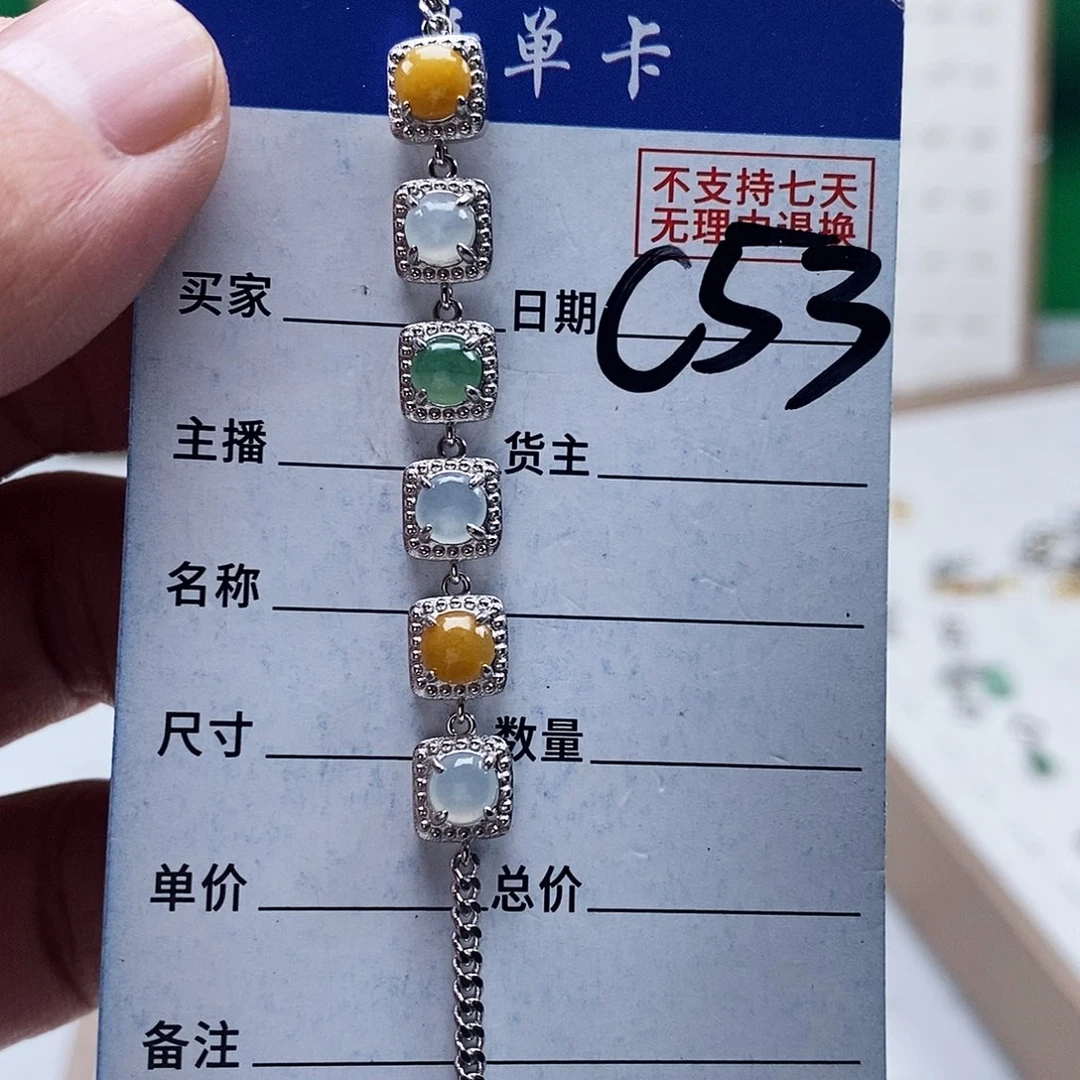 单卡
不支持七天
无理由退换
买家 日期 C53
主播 货主
名称
尺寸 数量
单价 总价
备注